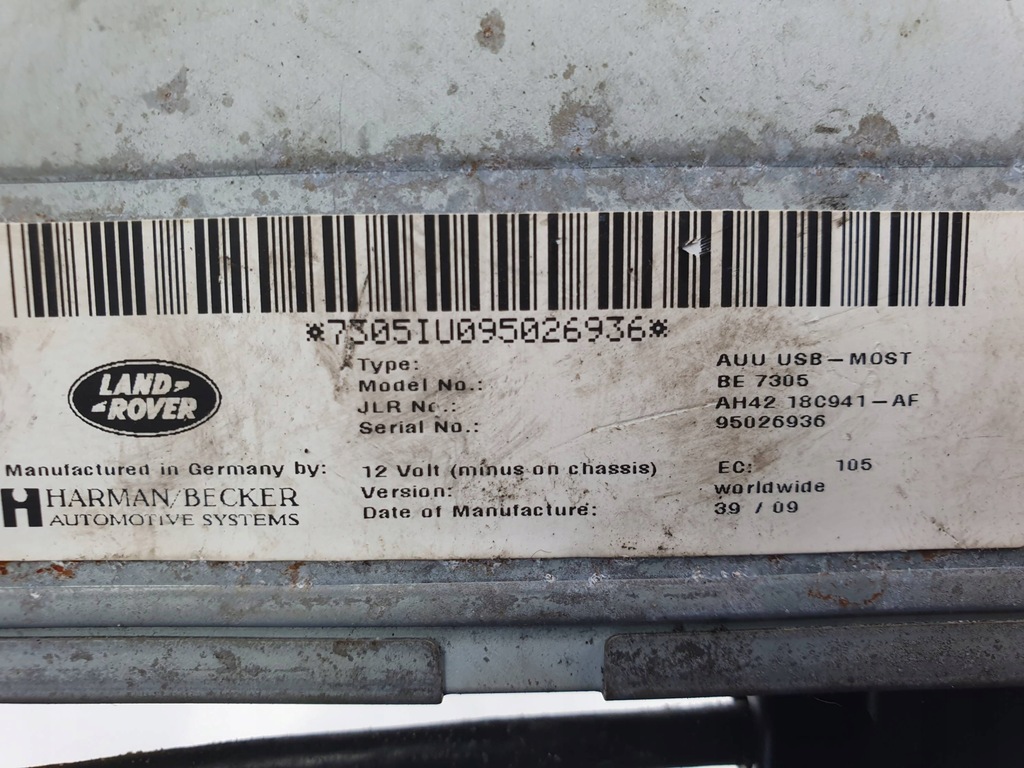 *7305IU095026936*
LAND-
-ROVER
Type: AUU USB-MOST
Model No.: BE 7305
JLR No.: AH42 18C941-AF
Serial No.: 95026936
Manufactured in Germany by: 12 Volt (minus on chassis) EC: 105
HARMAN/BECKER Version: worldwide
AUTOMOTIVE SYSTEMS Date of Manufacture: 39 / 09